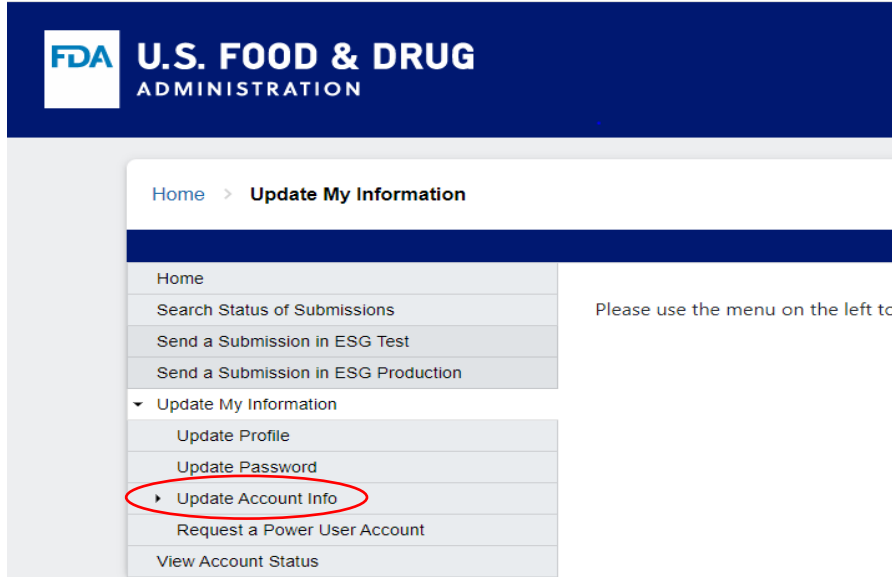 FDA U.S. FOOD & DRUG
ADMINISTRATION
Home > Update My Information
Home
Search Status of Submissions
Please use the menu on the left to
Send a Submission in ESG Test
Send a Submission in ESG Production
Update My Information
Update Profile
Update Password
Update Account Info
Request a Power User Account
View Account Status